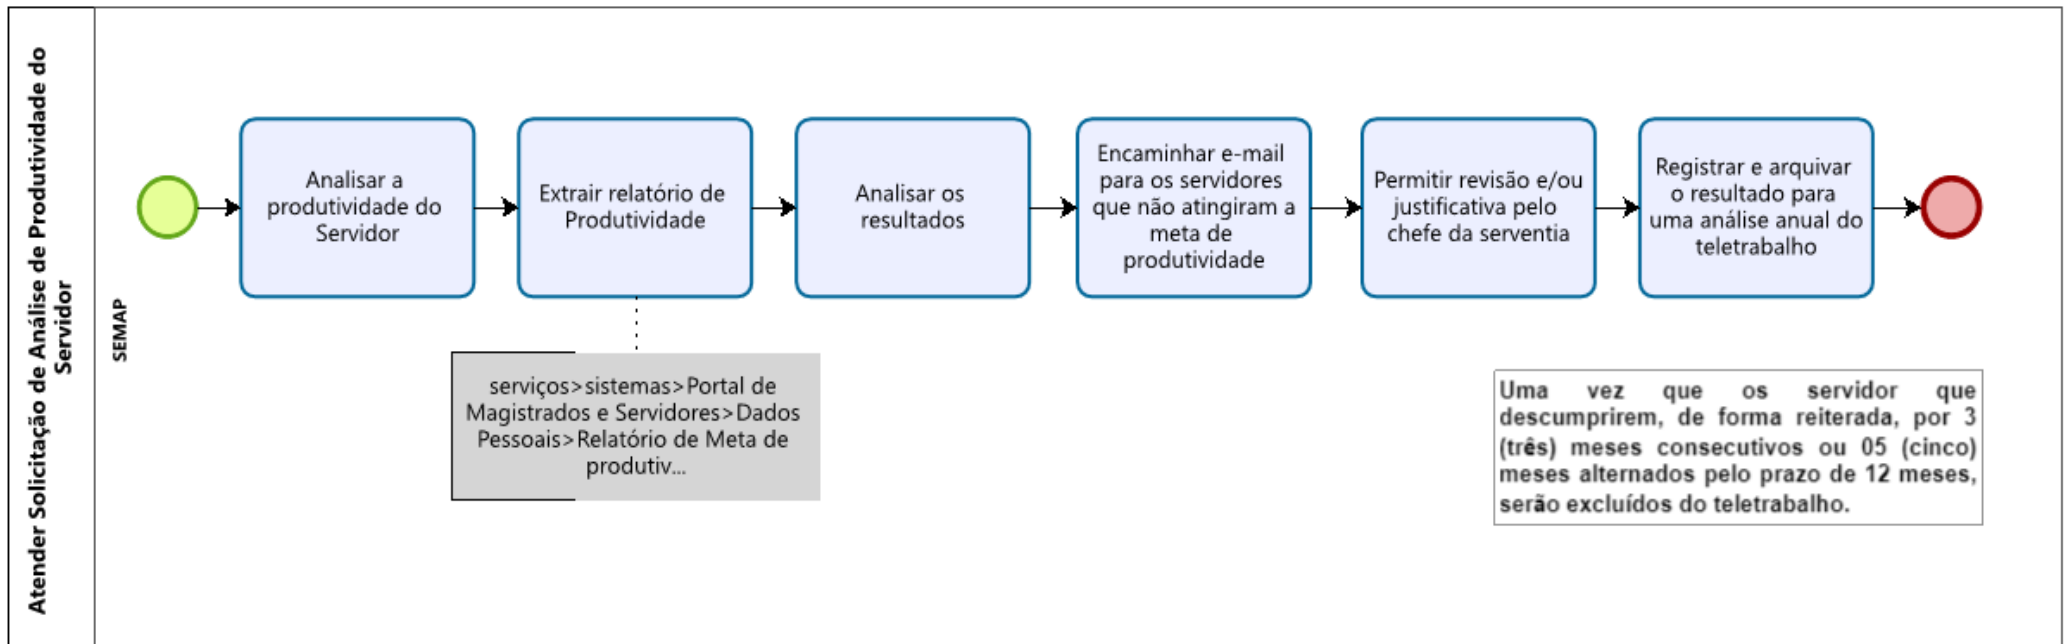 Atender Solicitação de Análise de Produtividade do
Servidor
SEMAP
Analisar a
produtividade do
Servidor
Extrair relatório de
Produtividade
Analisar os
resultados
Encaminhar e-mail
para os servidores
que não atingiram a
meta de
produtividade
Permitir revisão e/ou
justificativa pelo
chefe da serventia
Registrar e arquivar
o resultado para
uma análise anual do
teletrabalho
serviços>sistemas>Portal de
Magistrados e Servidores>Dados
Pessoais>Relatório de Meta de
produtiv...
Uma vez que os servidor que
descumprirem, de forma reiterada, por 3
(três) meses consecutivos ou 05 (cinco)
meses alternados pelo prazo de 12 meses,
serão excluídos do teletrabalho.